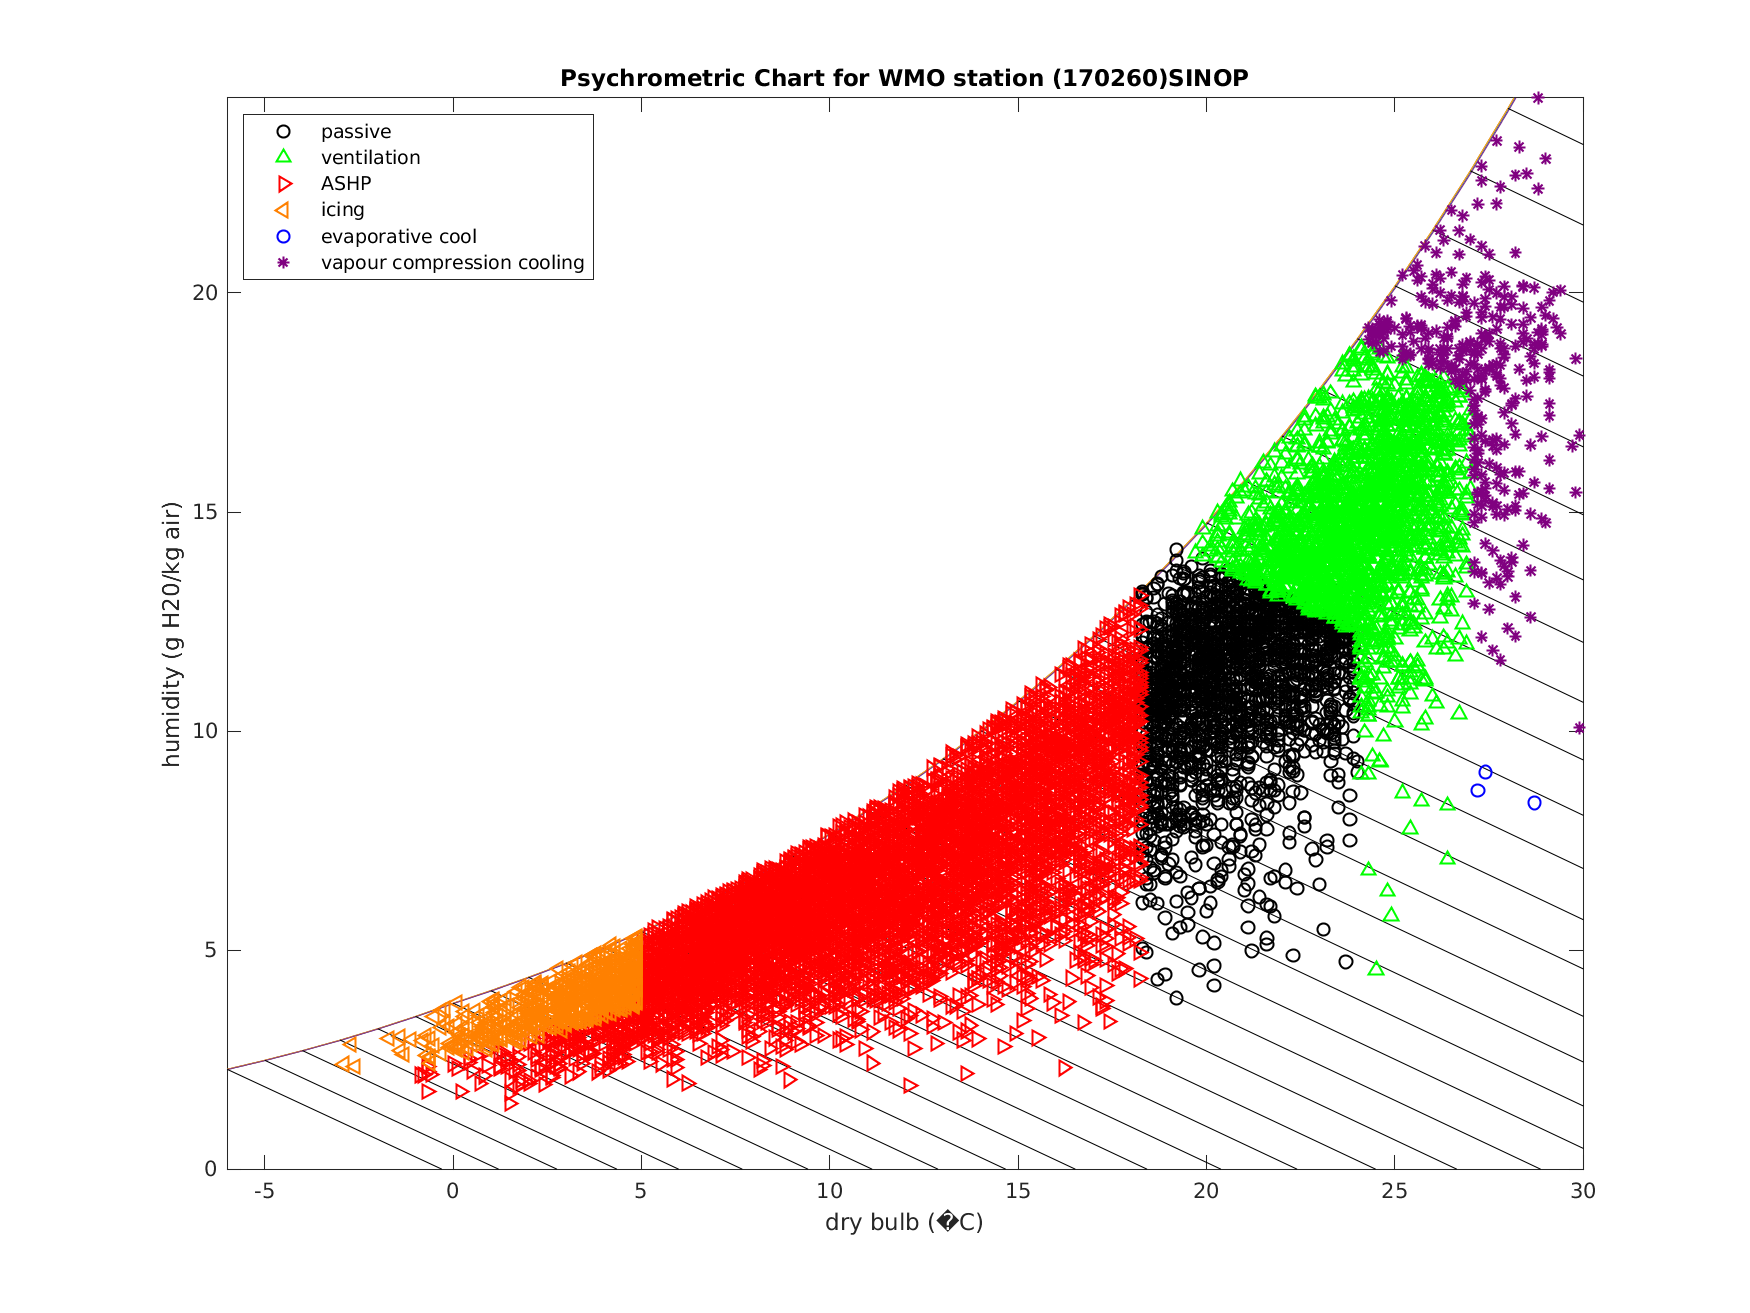 Psychrometric Chart for WMO station (170260)SINOP
passive
ventilation
ASHP
icing
evaporative cool
vapour compression cooling
humidity (g H20/kg air)
20
15
10
5
0
-5 0 5 10 15 20 25 30
dry bulb (�C)